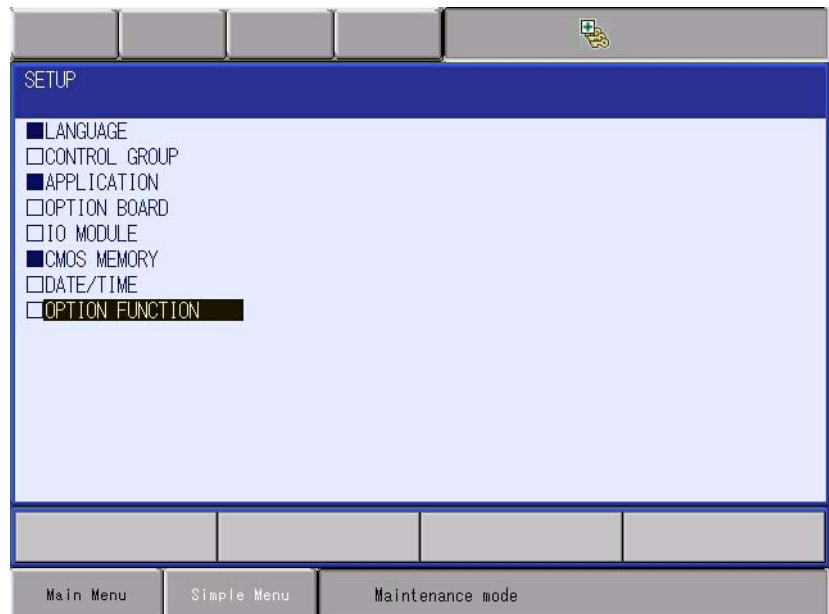 SETUP
■LANGUAGE
□CONTROL GROUP
■APPLICATION
□OPTION BOARD
□IO MODULE
■CMOS MEMORY
□DATE/TIME
□OPTION FUNCTION
Main Menu Simple Menu Maintenance mode